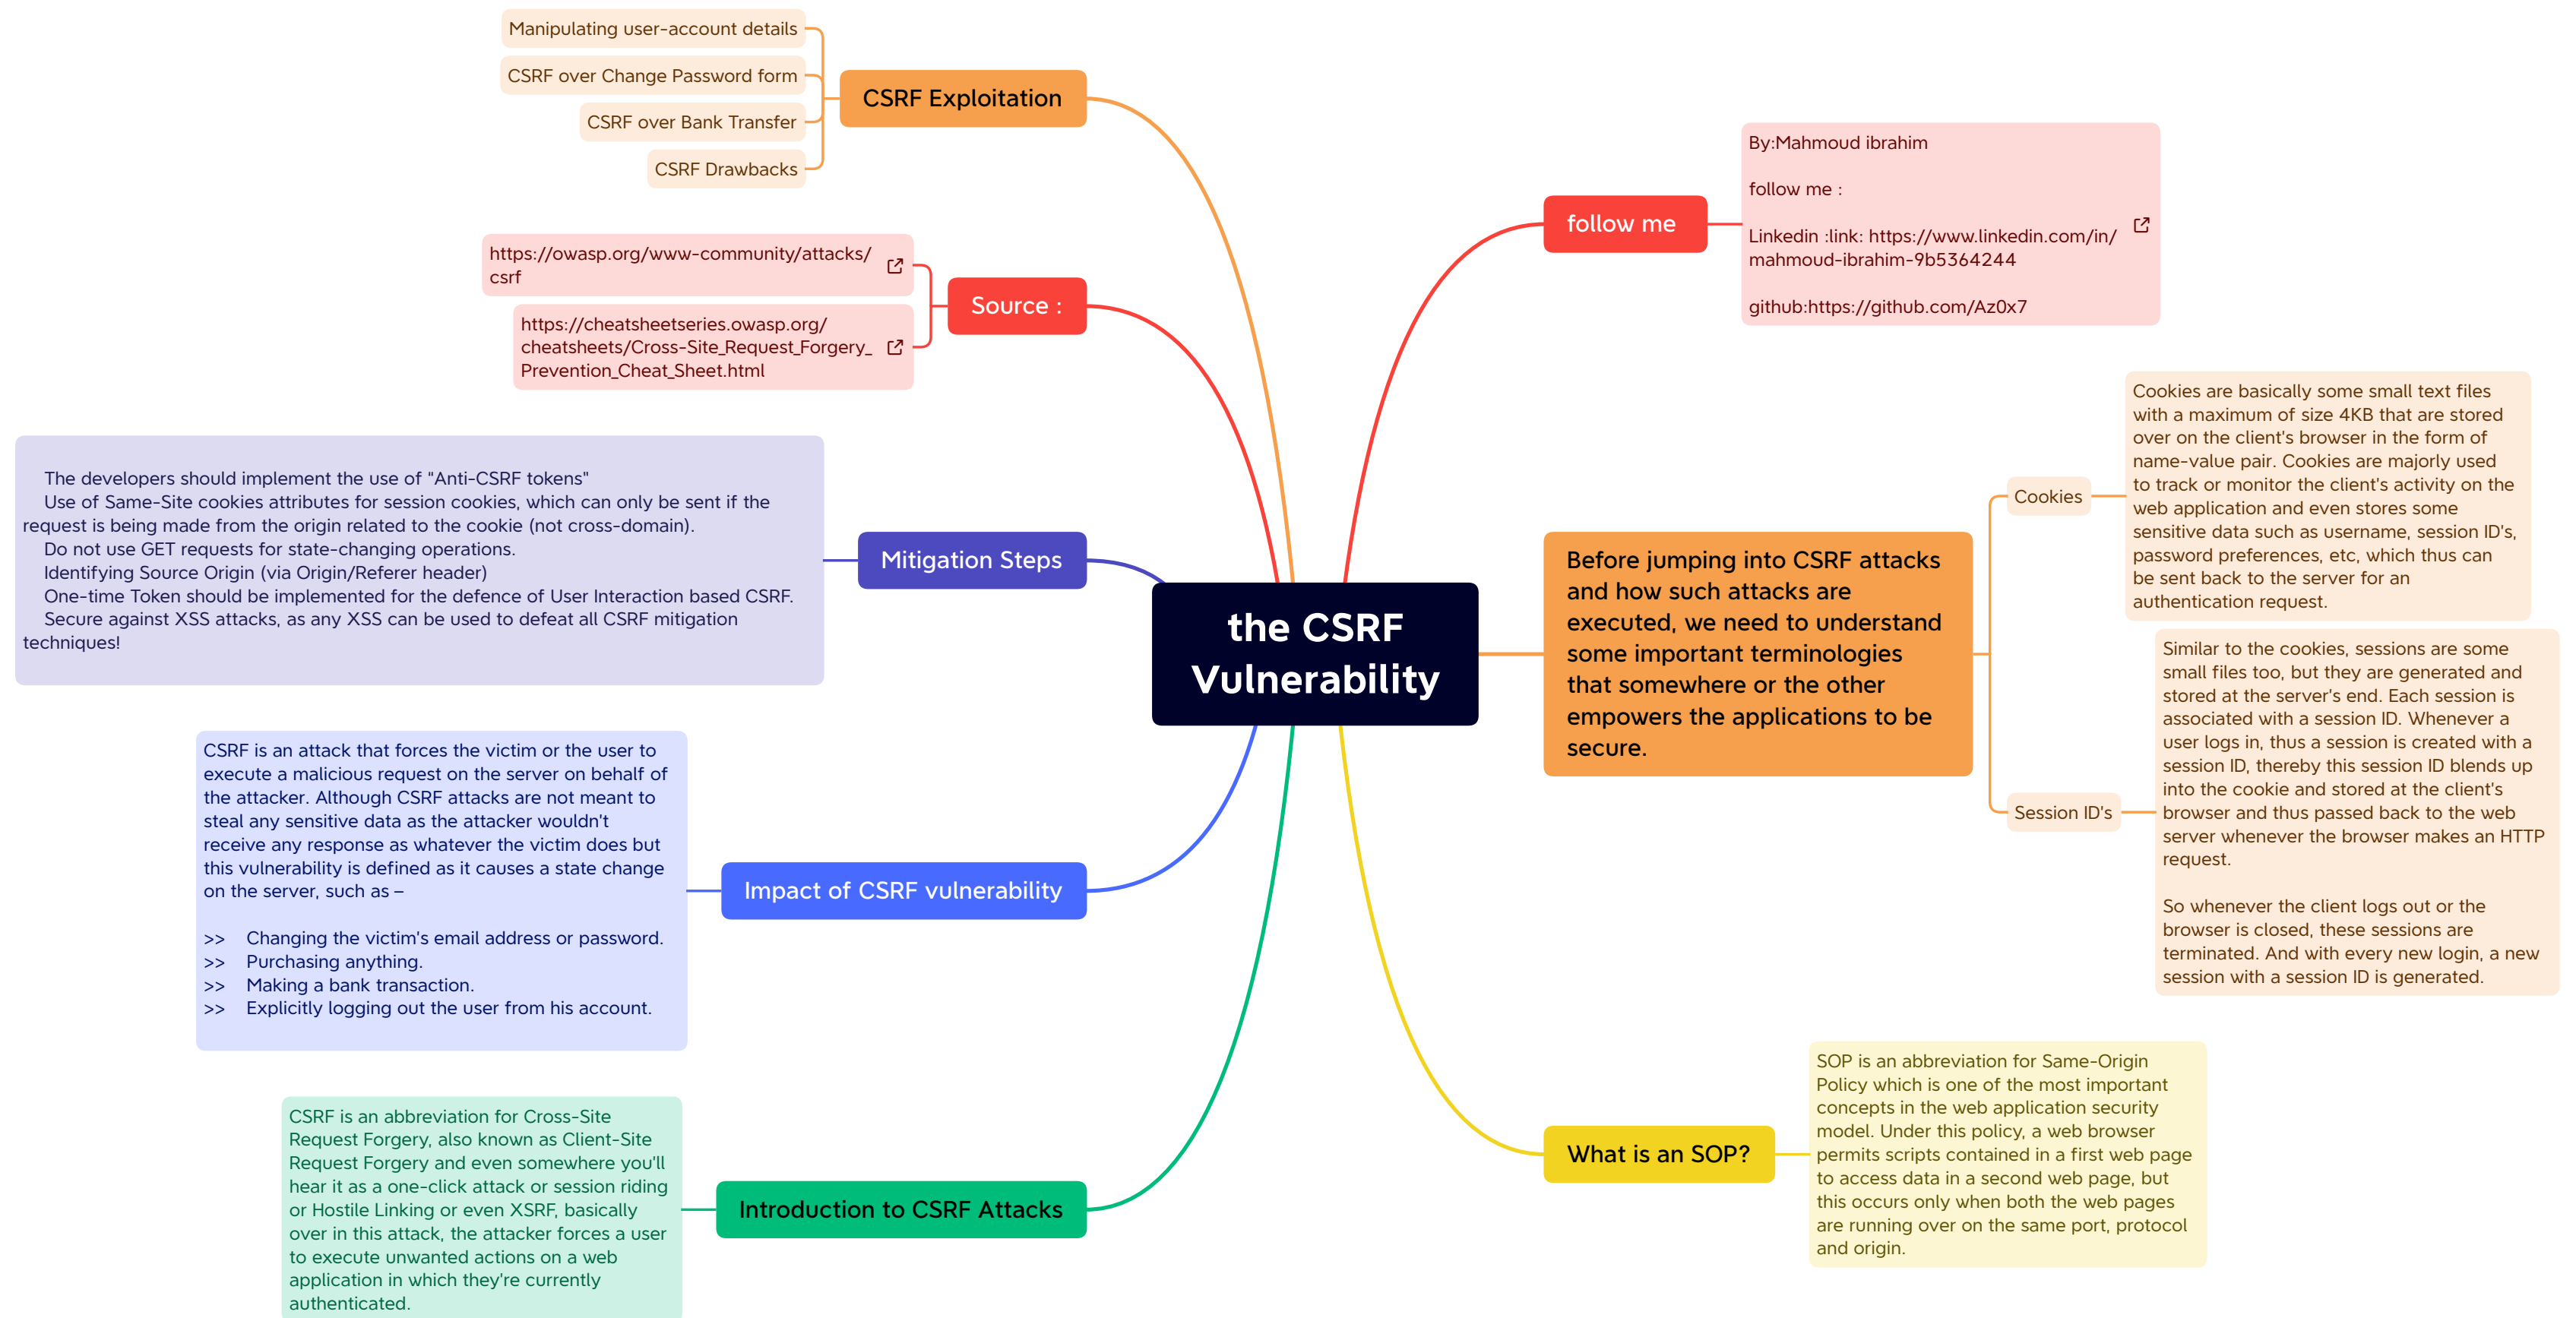 Manipulating user-account details
CSRF over Change Password form
CSRF over Bank Transfer
CSRF Drawbacks
CSRF Exploitation
https://owasp.org/www-community/attacks/
csrf
https://cheatsheetseries.owasp.org/
cheatsheets/Cross-Site_Request_Forgery_
Prevention_Cheat_Sheet.html
Source :
The developers should implement the use of "Anti-CSRF tokens"
Use of Same-Site cookies attributes for session cookies, which can only be sent if the
request is being made from the origin related to the cookie (not cross-domain).
Do not use GET requests for state-changing operations.
Identifying Source Origin (via Origin/Referer header)
One-time Token should be implemented for the defence of User Interaction based CSRF.
Secure against XSS attacks, as any XSS can be used to defeat all CSRF mitigation
techniques!
Mitigation Steps
CSRF is an attack that forces the victim or the user to
execute a malicious request on the server on behalf of
the attacker. Although CSRF attacks are not meant to
steal any sensitive data as the attacker wouldn't
receive any response as whatever the victim does but
this vulnerability is defined as it causes a state change
on the server, such as –
>> Changing the victim's email address or password.
>> Purchasing anything.
>> Making a bank transaction.
>> Explicitly logging out the user from his account.
Impact of CSRF vulnerability
CSRF is an abbreviation for Cross-Site
Request Forgery, also known as Client-Site
Request Forgery and even somewhere you'll
hear it as a one-click attack or session riding
or Hostile Linking or even XSRF, basically
over in this attack, the attacker forces a user
to execute unwanted actions on a web
application in which they're currently
authenticated.
Introduction to CSRF Attacks
the CSRF
Vulnerability
follow me
By:Mahmoud ibrahim
follow me :
Linkedin :link: https://www.linkedin.com/in/
mahmoud-ibrahim-9b5364244
github:https://github.com/Az0x7
Before jumping into CSRF attacks
and how such attacks are
executed, we need to understand
some important terminologies
that somewhere or the other
empowers the applications to be
secure.
Cookies
Cookies are basically some small text files
with a maximum of size 4KB that are stored
over on the client's browser in the form of
name-value pair. Cookies are majorly used
to track or monitor the client's activity on the
web application and even stores some
sensitive data such as username, session ID's,
password preferences, etc, which thus can
be sent back to the server for an
authentication request.
Session ID's
Similar to the cookies, sessions are some
small files too, but they are generated and
stored at the server's end. Each session is
associated with a session ID. Whenever a
user logs in, thus a session is created with a
session ID, thereby this session ID blends up
into the cookie and stored at the client's
browser and thus passed back to the web
server whenever the browser makes an HTTP
request.
So whenever the client logs out or the
browser is closed, these sessions are
terminated. And with every new login, a new
session with a session ID is generated.
What is an SOP?
SOP is an abbreviation for Same-Origin
Policy which is one of the most important
concepts in the web application security
model. Under this policy, a web browser
permits scripts contained in a first web page
to access data in a second web page, but
this occurs only when both the web pages
are running over on the same port, protocol
and origin.